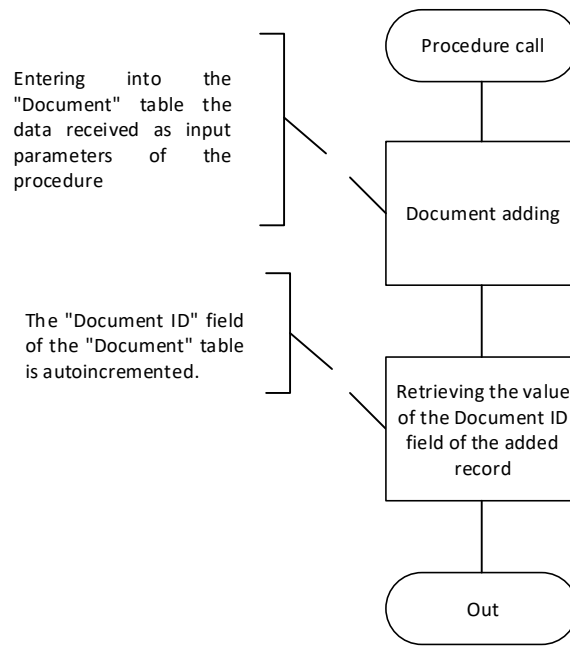 Procedure call
Entering into the
"Document" table the
data received as input
parameters of the
procedure
Document adding
The "Document ID" field
of the "Document" table
is autoincremented.
Retrieving the value
of the Document ID
field of the added
record
Out